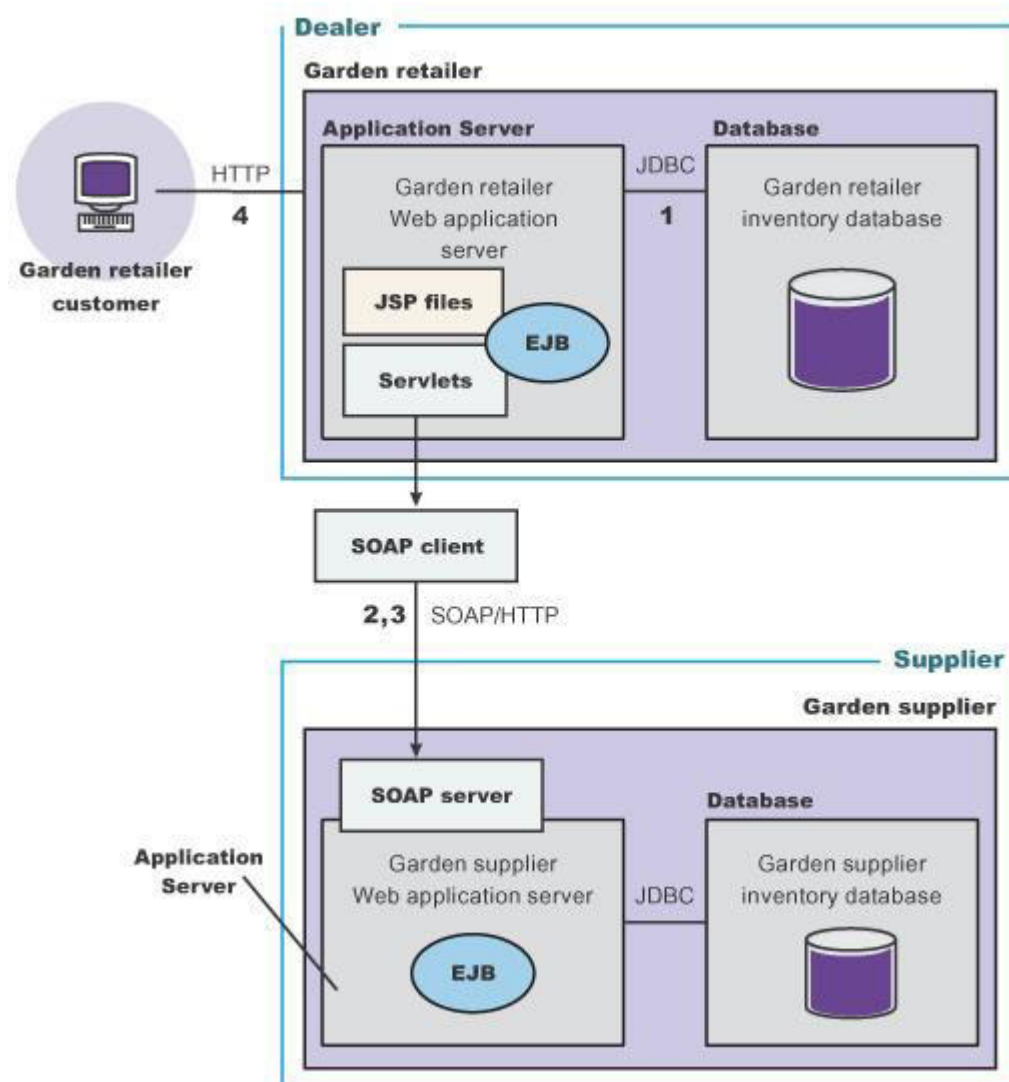 Dealer
Garden retailer
Application Server
Database
HTTP
4
Garden retailer
customer
Garden retailer
Web application
server
JDBC
1
Garden retailer
inventory database
JSP files
EJB
Servlets
SOAP client
2,3
SOAP/HTTP
Supplier
Garden supplier
SOAP server
Database
Application
Server
Garden supplier
Web application server
JDBC
Garden supplier
inventory database
EJB